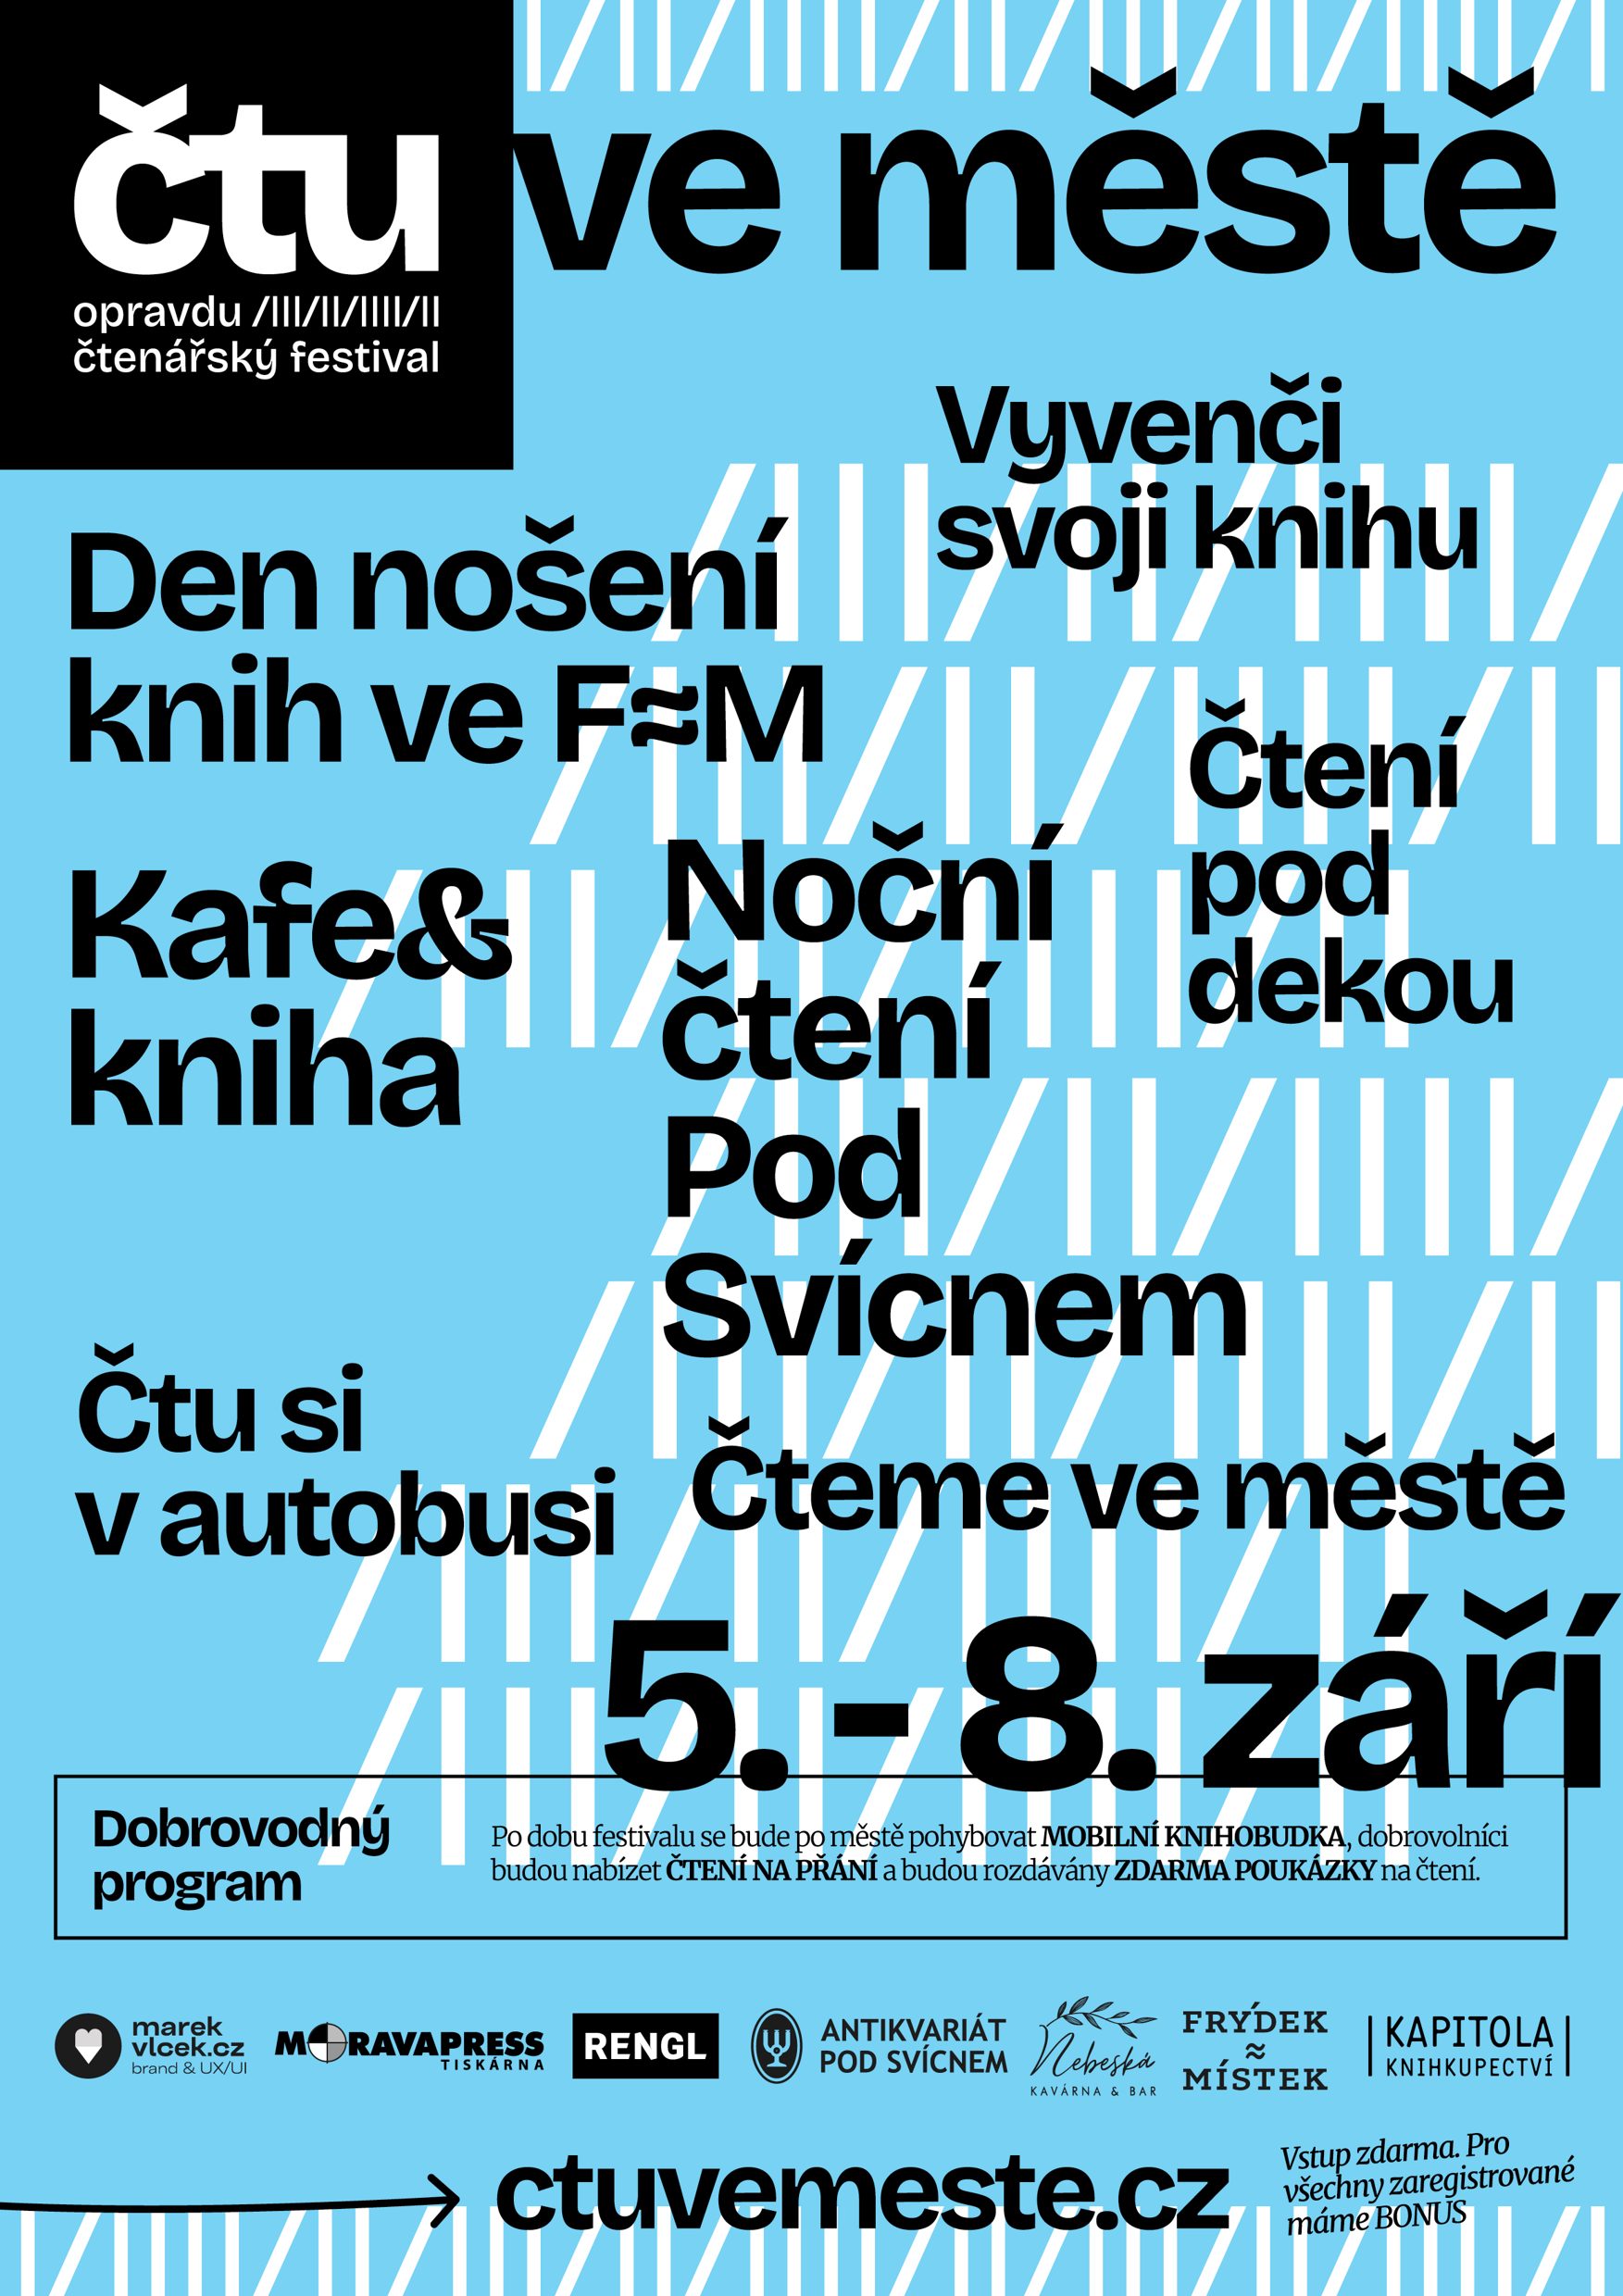 čtu ve městě
opravdu /III/II/IIII/II
čtenářský festival
Vyvenči
svoji knihu
Den nošení
knih ve F≈M
Čtení
pod
dekou
Kafe&
kniha
Noční
čtení
Pod
Svícnem
Čtu si
v autobusi
Čteme ve městě
5. - 8. září
Dobrovodný
program
Po dobu festivalu se bude po městě pohybovat MOBILNÍ KNIHOBUDKA, dobrovolníci
budou nabízet ČTENÍ NA PŘÁNÍ a budou rozdávány ZDARMA POUKÁZKY na čtení.
marek
vlcek.cz
brand & UX/UI
MORAVAPRESS
TISKÁRNA
RENGL
ANTIKVARIÁT
POD SVÍCNEM
Nebeská
KAVÁRNA & BAR
FRÝDEK
≈
MÍSTEK
KAPITOLA
KNIHKUPECTVÍ
ctuvemeste.cz
Vstup zdarma. Pro
všechny zaregistrované
máme BONUS